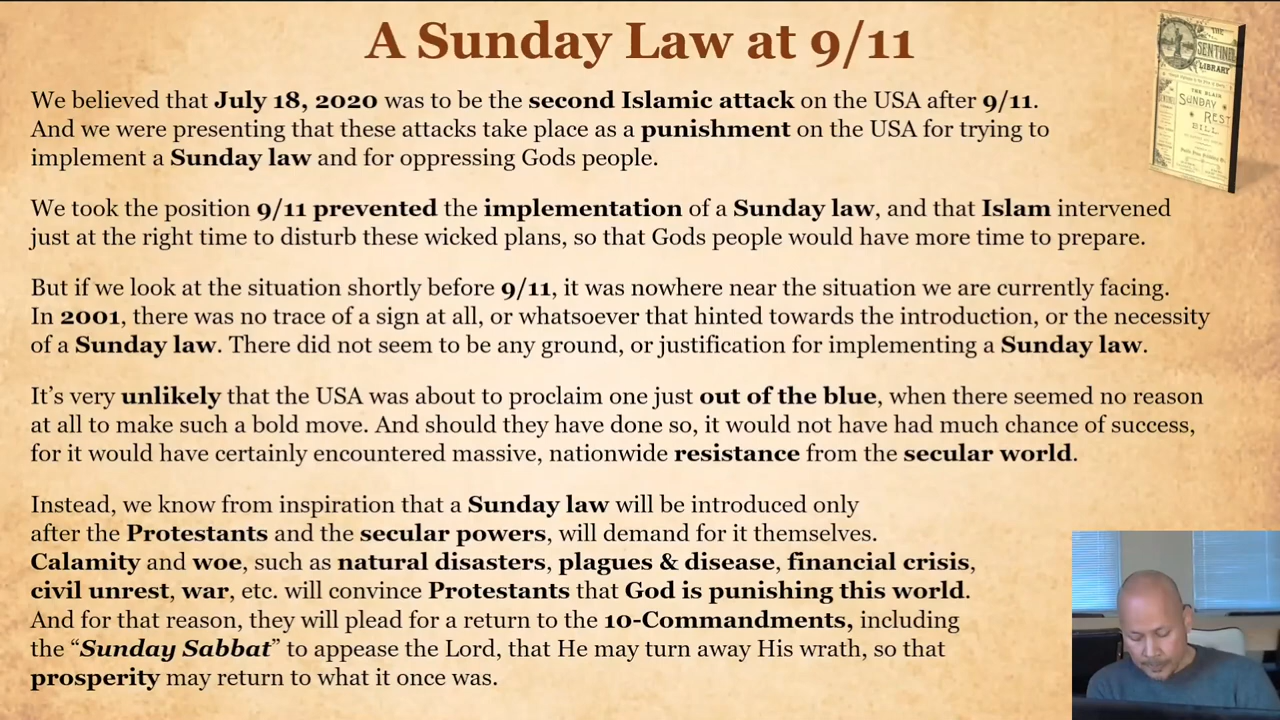 A Sunday Law at 9/11
THE
SENTINEL
LIBRARY
THE BLAIR
SUNDAY
REST
BILL
We believed that July 18, 2020 was to be the second Islamic attack on the USA after 9/11.
And we were presenting that these attacks take place as a punishment on the USA for trying to
implement a Sunday law and for oppressing Gods people.
We took the position 9/11 prevented the implementation of a Sunday law, and that Islam intervened
just at the right time to disturb these wicked plans, so that Gods people would have more time to prepare.
But if we look at the situation shortly before 9/11, it was nowhere near the situation we are currently facing.
In 2001, there was no trace of a sign at all, or whatsoever that hinted towards the introduction, or the necessity
of a Sunday law. There did not seem to be any ground, or justification for implementing a Sunday law.
It’s very unlikely that the USA was about to proclaim one just out of the blue, when there seemed no reason
at all to make such a bold move. And should they have done so, it would not have had much chance of success,
for it would have certainly encountered massive, nationwide resistance from the secular world.
Instead, we know from inspiration that a Sunday law will be introduced only
after the Protestants and the secular powers, will demand for it themselves.
Calamity and woe, such as natural disasters, plagues & disease, financial crisis,
civil unrest, war, etc. will convince Protestants that God is punishing this world.
And for that reason, they will plead for a return to the 10-Commandments, including
the “Sunday Sabbat” to appease the Lord, that He may turn away His wrath, so that
prosperity may return to what it once was.